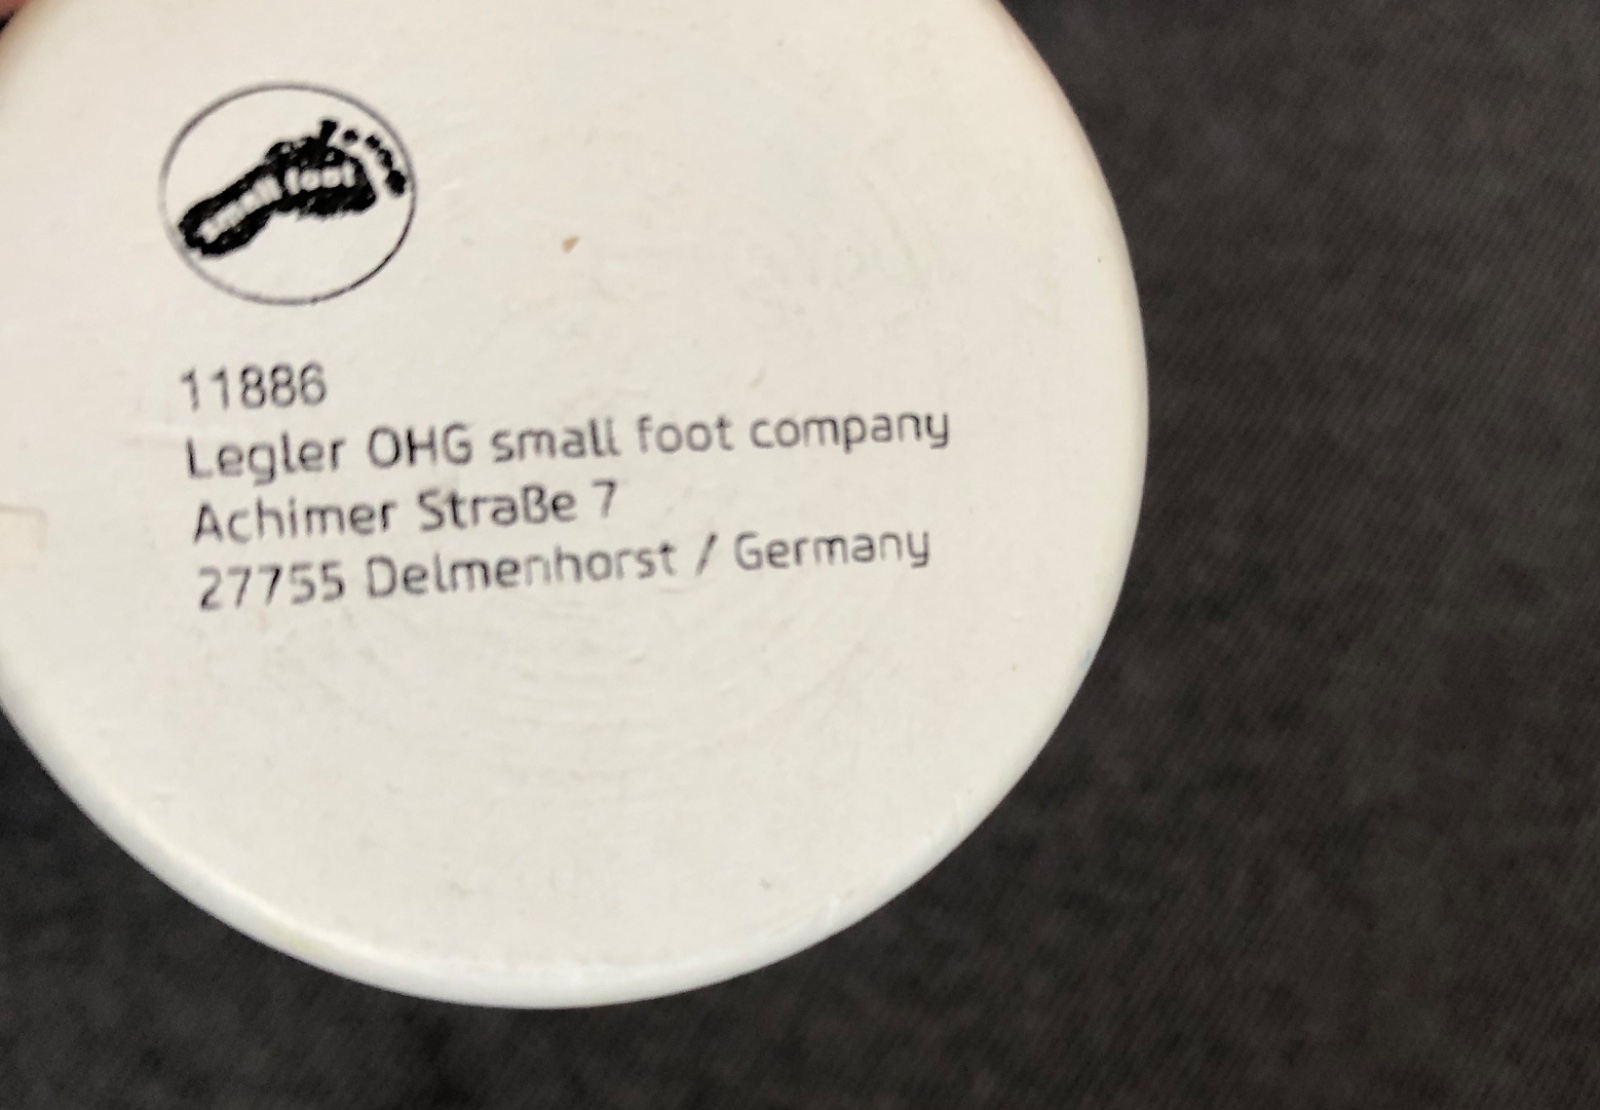 small foot
11886
Legler OHG small foot company
Achimer Straße 7
27755 Delmenhorst / Germany